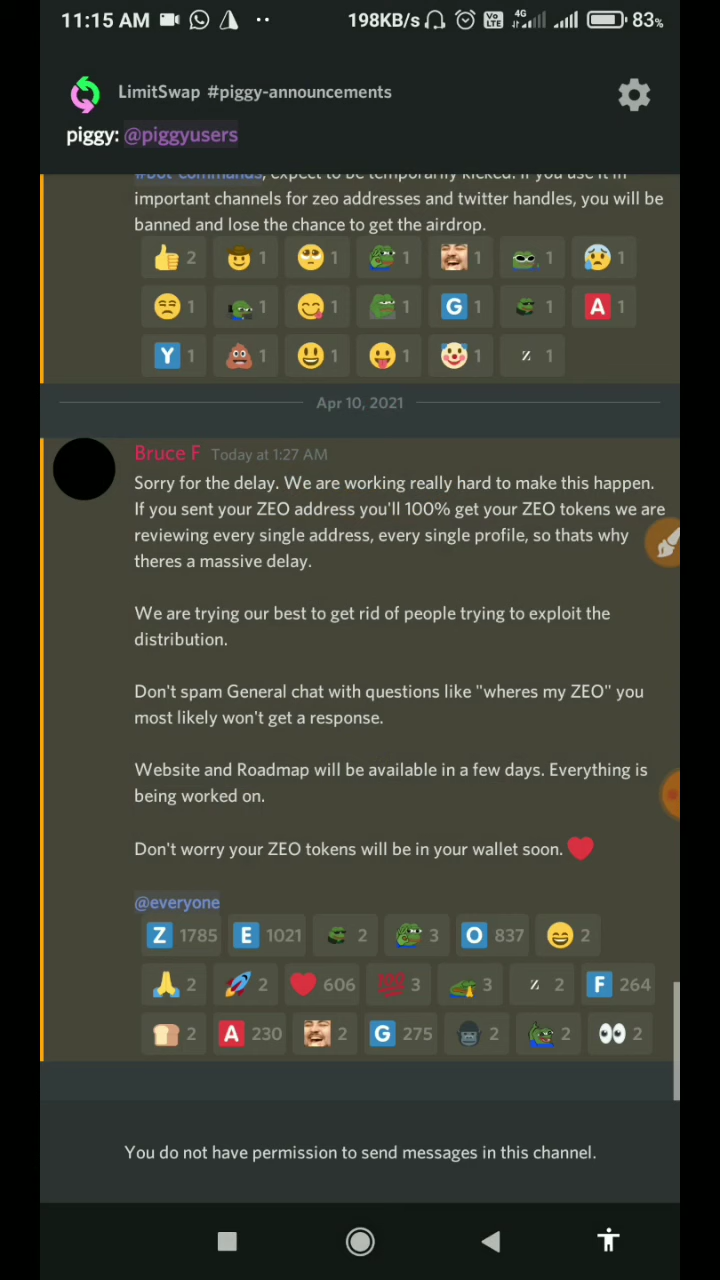 11:15 AM 198KB/s Vo LTE 4G 83%
LimitSwap #piggy-announcements
piggy: @piggyusers
#bot-commands, expect to be temporarily kicked. If you use it in
important channels for zeo addresses and twitter handles, you will be
banned and lose the chance to get the airdrop.
2 1 1 1 1 1 1
1 1 1 1 G 1 1 A 1
Y 1 1 1 1 1 Z 1
Apr 10, 2021
Bruce F Today at 1:27 AM
Sorry for the delay. We are working really hard to make this happen.
If you sent your ZEO address you'll 100% get your ZEO tokens we are
reviewing every single address, every single profile, so thats why
theres a massive delay.
We are trying our best to get rid of people trying to exploit the
distribution.
Don't spam General chat with questions like "wheres my ZEO" you
most likely won't get a response.
Website and Roadmap will be available in a few days. Everything is
being worked on.
Don't worry your ZEO tokens will be in your wallet soon.
@everyone
Z 1785 E 1021 2 3 O 837 2
2 2 606 100 3 3 Z 2 F 264
2 A 230 2 G 275 2 2 2
You do not have permission to send messages in this channel.